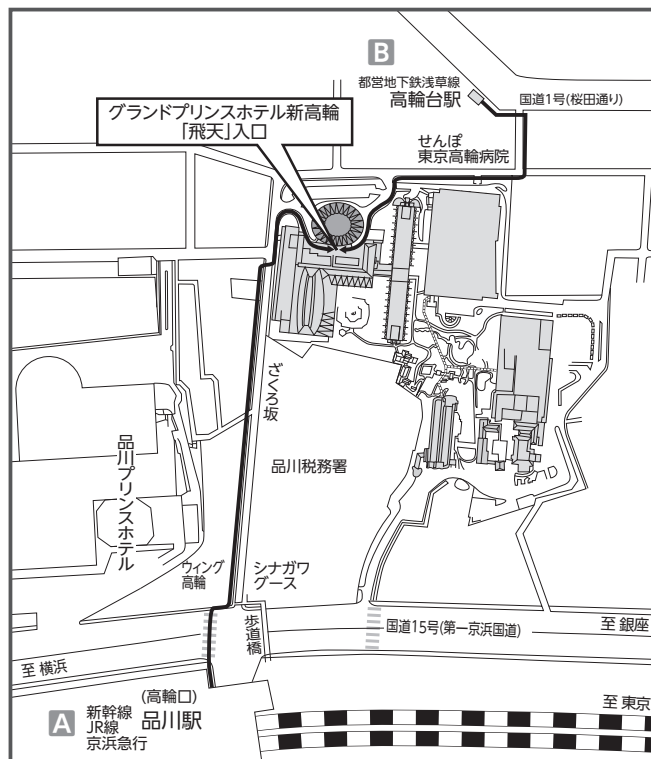 B
都営地下鉄浅草線
高輪台駅
国道1号(桜田通り)
グランドプリンスホテル新高輪
「飛天」入口
せんぽ
東京高輪病院
ざくろ坂
品川税務署
品川プリンスホテル
ウィング
高輪
シナガワ
グース
歩道橋
国道15号(第一京浜国道)
至 銀座
至 横浜
(高輪口)
A
新幹線
JR線
京浜急行
品川駅
至 東京